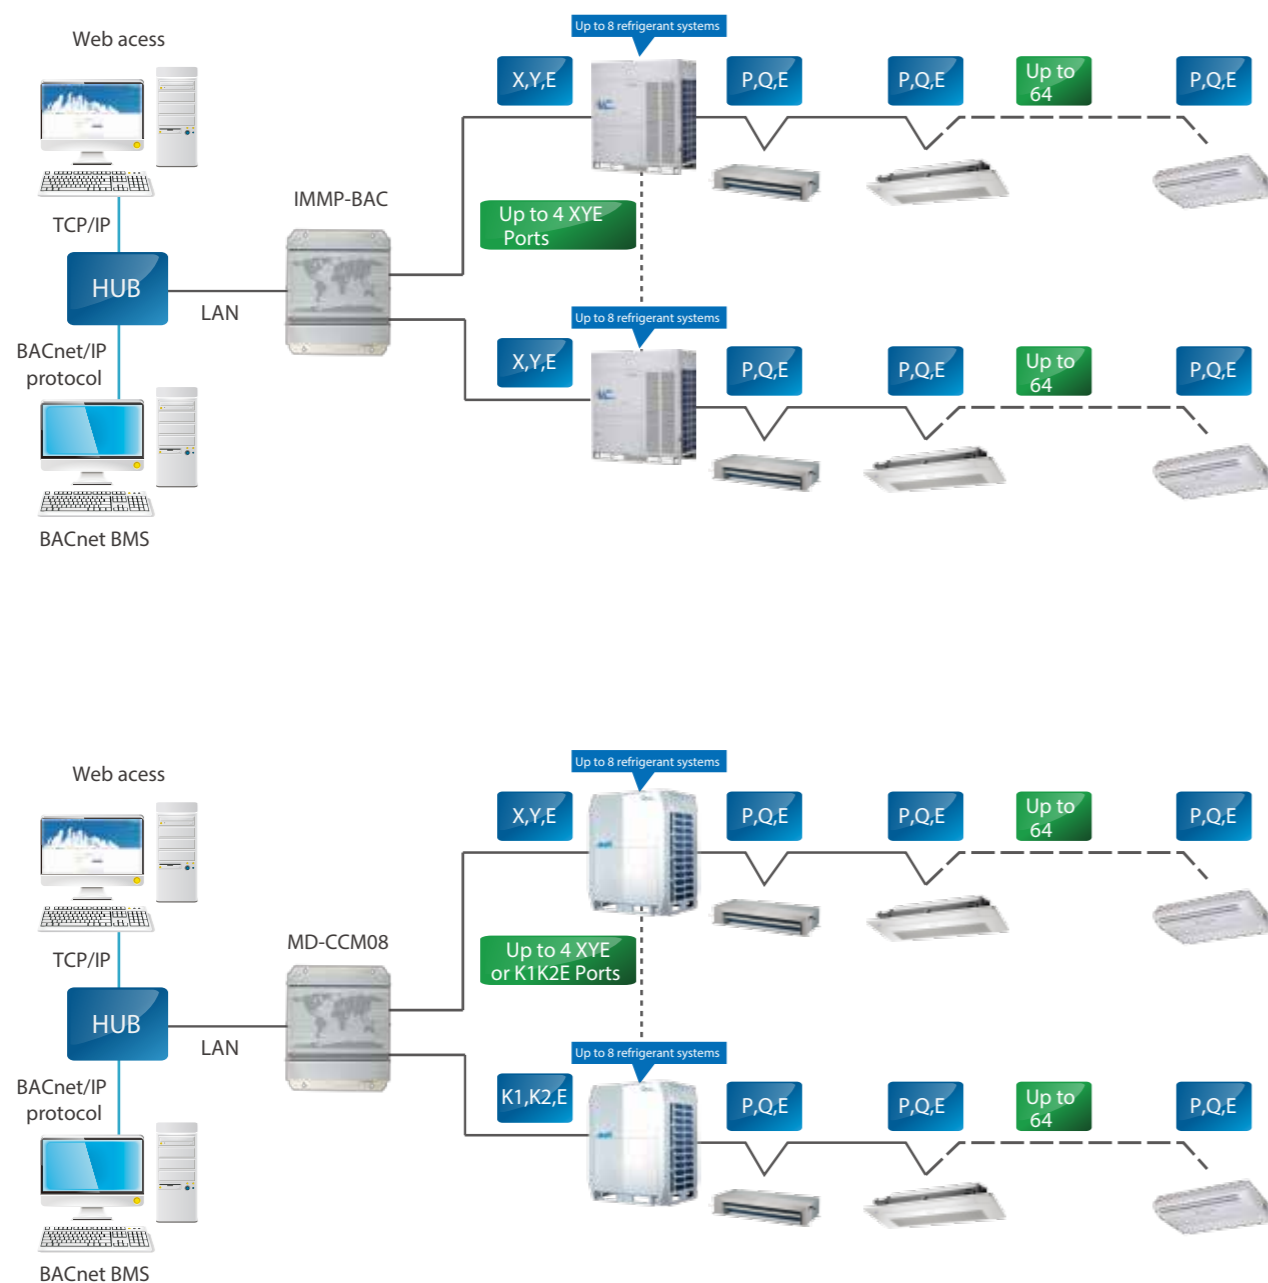 Up to 8 refrigerant systems
Web acess
X,Y,E
P,Q,E
P,Q,E
Up to
64
P,Q,E
IMMP-BAC
TCP/IP
Up to 4 XYE
Ports
HUB
LAN
Up to 8 refrigerant systems
BACnet/IP
protocol
X,Y,E
P,Q,E
P,Q,E
Up to
64
P,Q,E
BACnet BMS
Up to 8 refrigerant systems
Web acess
X,Y,E
P,Q,E
P,Q,E
Up to
64
P,Q,E
MD-CCM08
TCP/IP
Up to 4 XYE
or K1K2E Ports
HUB
LAN
Up to 8 refrigerant systems
BACnet/IP
protocol
K1,K2,E
P,Q,E
P,Q,E
Up to
64
P,Q,E
BACnet BMS